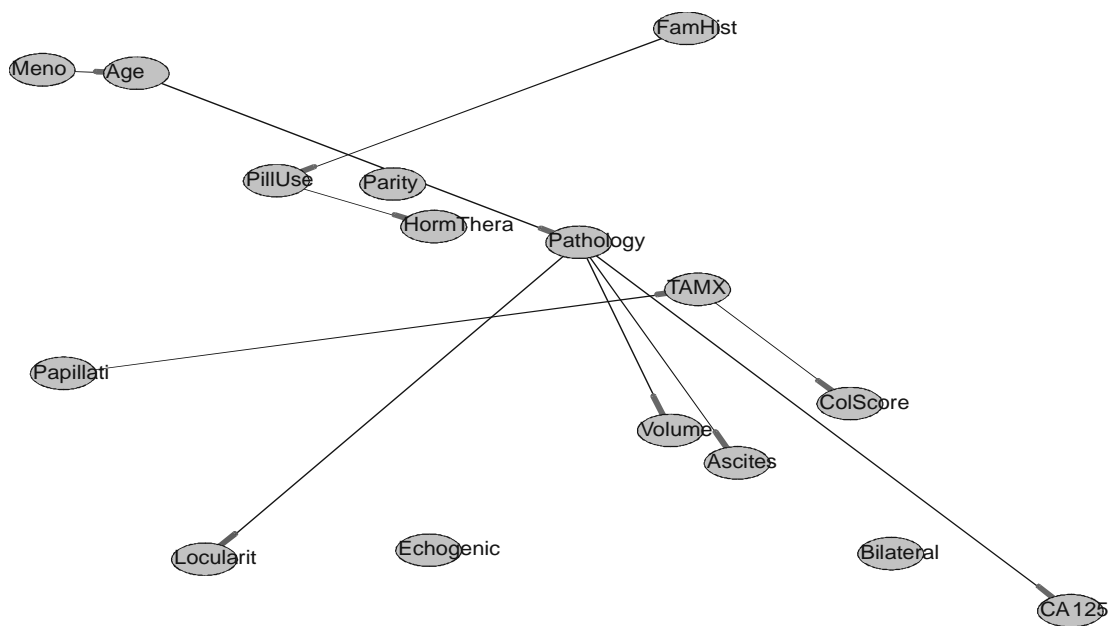 FamHist
Meno
Age
PillUse
Parity
HormThera
Pathology
TAMX
Papillati
ColScore
Volume
Ascites
Locularit
Echogenic
Bilateral
CA125